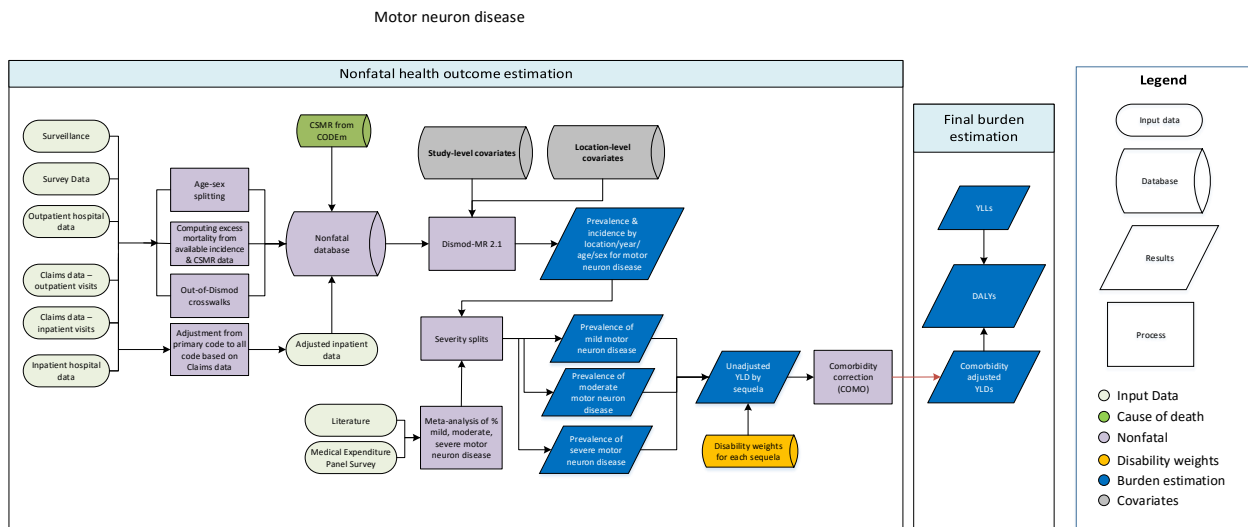 Motor neuron disease
Nonfatal health outcome estimation
Surveillance
Survey Data
Outpatient hospital
data
Claims data –
outpatient visits
Claims data –
inpatient visits
Inpatient hospital
data
Age-sex
splitting
Computing excess
mortality from
available incidence
& CSMR data
Out-of-Dismod
crosswalks
Adjustment from
primary code to all
code based on
Claims data
CSMR from
CODEm
Nonfatal
database
Adjusted inpatient
data
Study-level covariates
Location-level
covariates
Dismod-MR 2.1
Prevalence &
incidence by
location/year/
age/sex for motor
neuron disease
Severity splits
Literature
Medical Expenditure
Panel Survey
Meta-analysis of %
mild, moderate,
severe motor
neuron disease
Prevalence of
mild motor
neuron disease
Prevalence of
moderate motor
neuron disease
Prevalence of
severe motor
neuron disease
Unadjusted
YLD by
sequela
Disability weights
for each sequela
Comorbidity
correction
(COMO)
Final burden
estimation
YLLs
DALYs
Comorbidity
adjusted
YLDs
Legend
Input data
Database
Results
Process
Input Data
Cause of death
Nonfatal
Disability weights
Burden estimation
Covariates